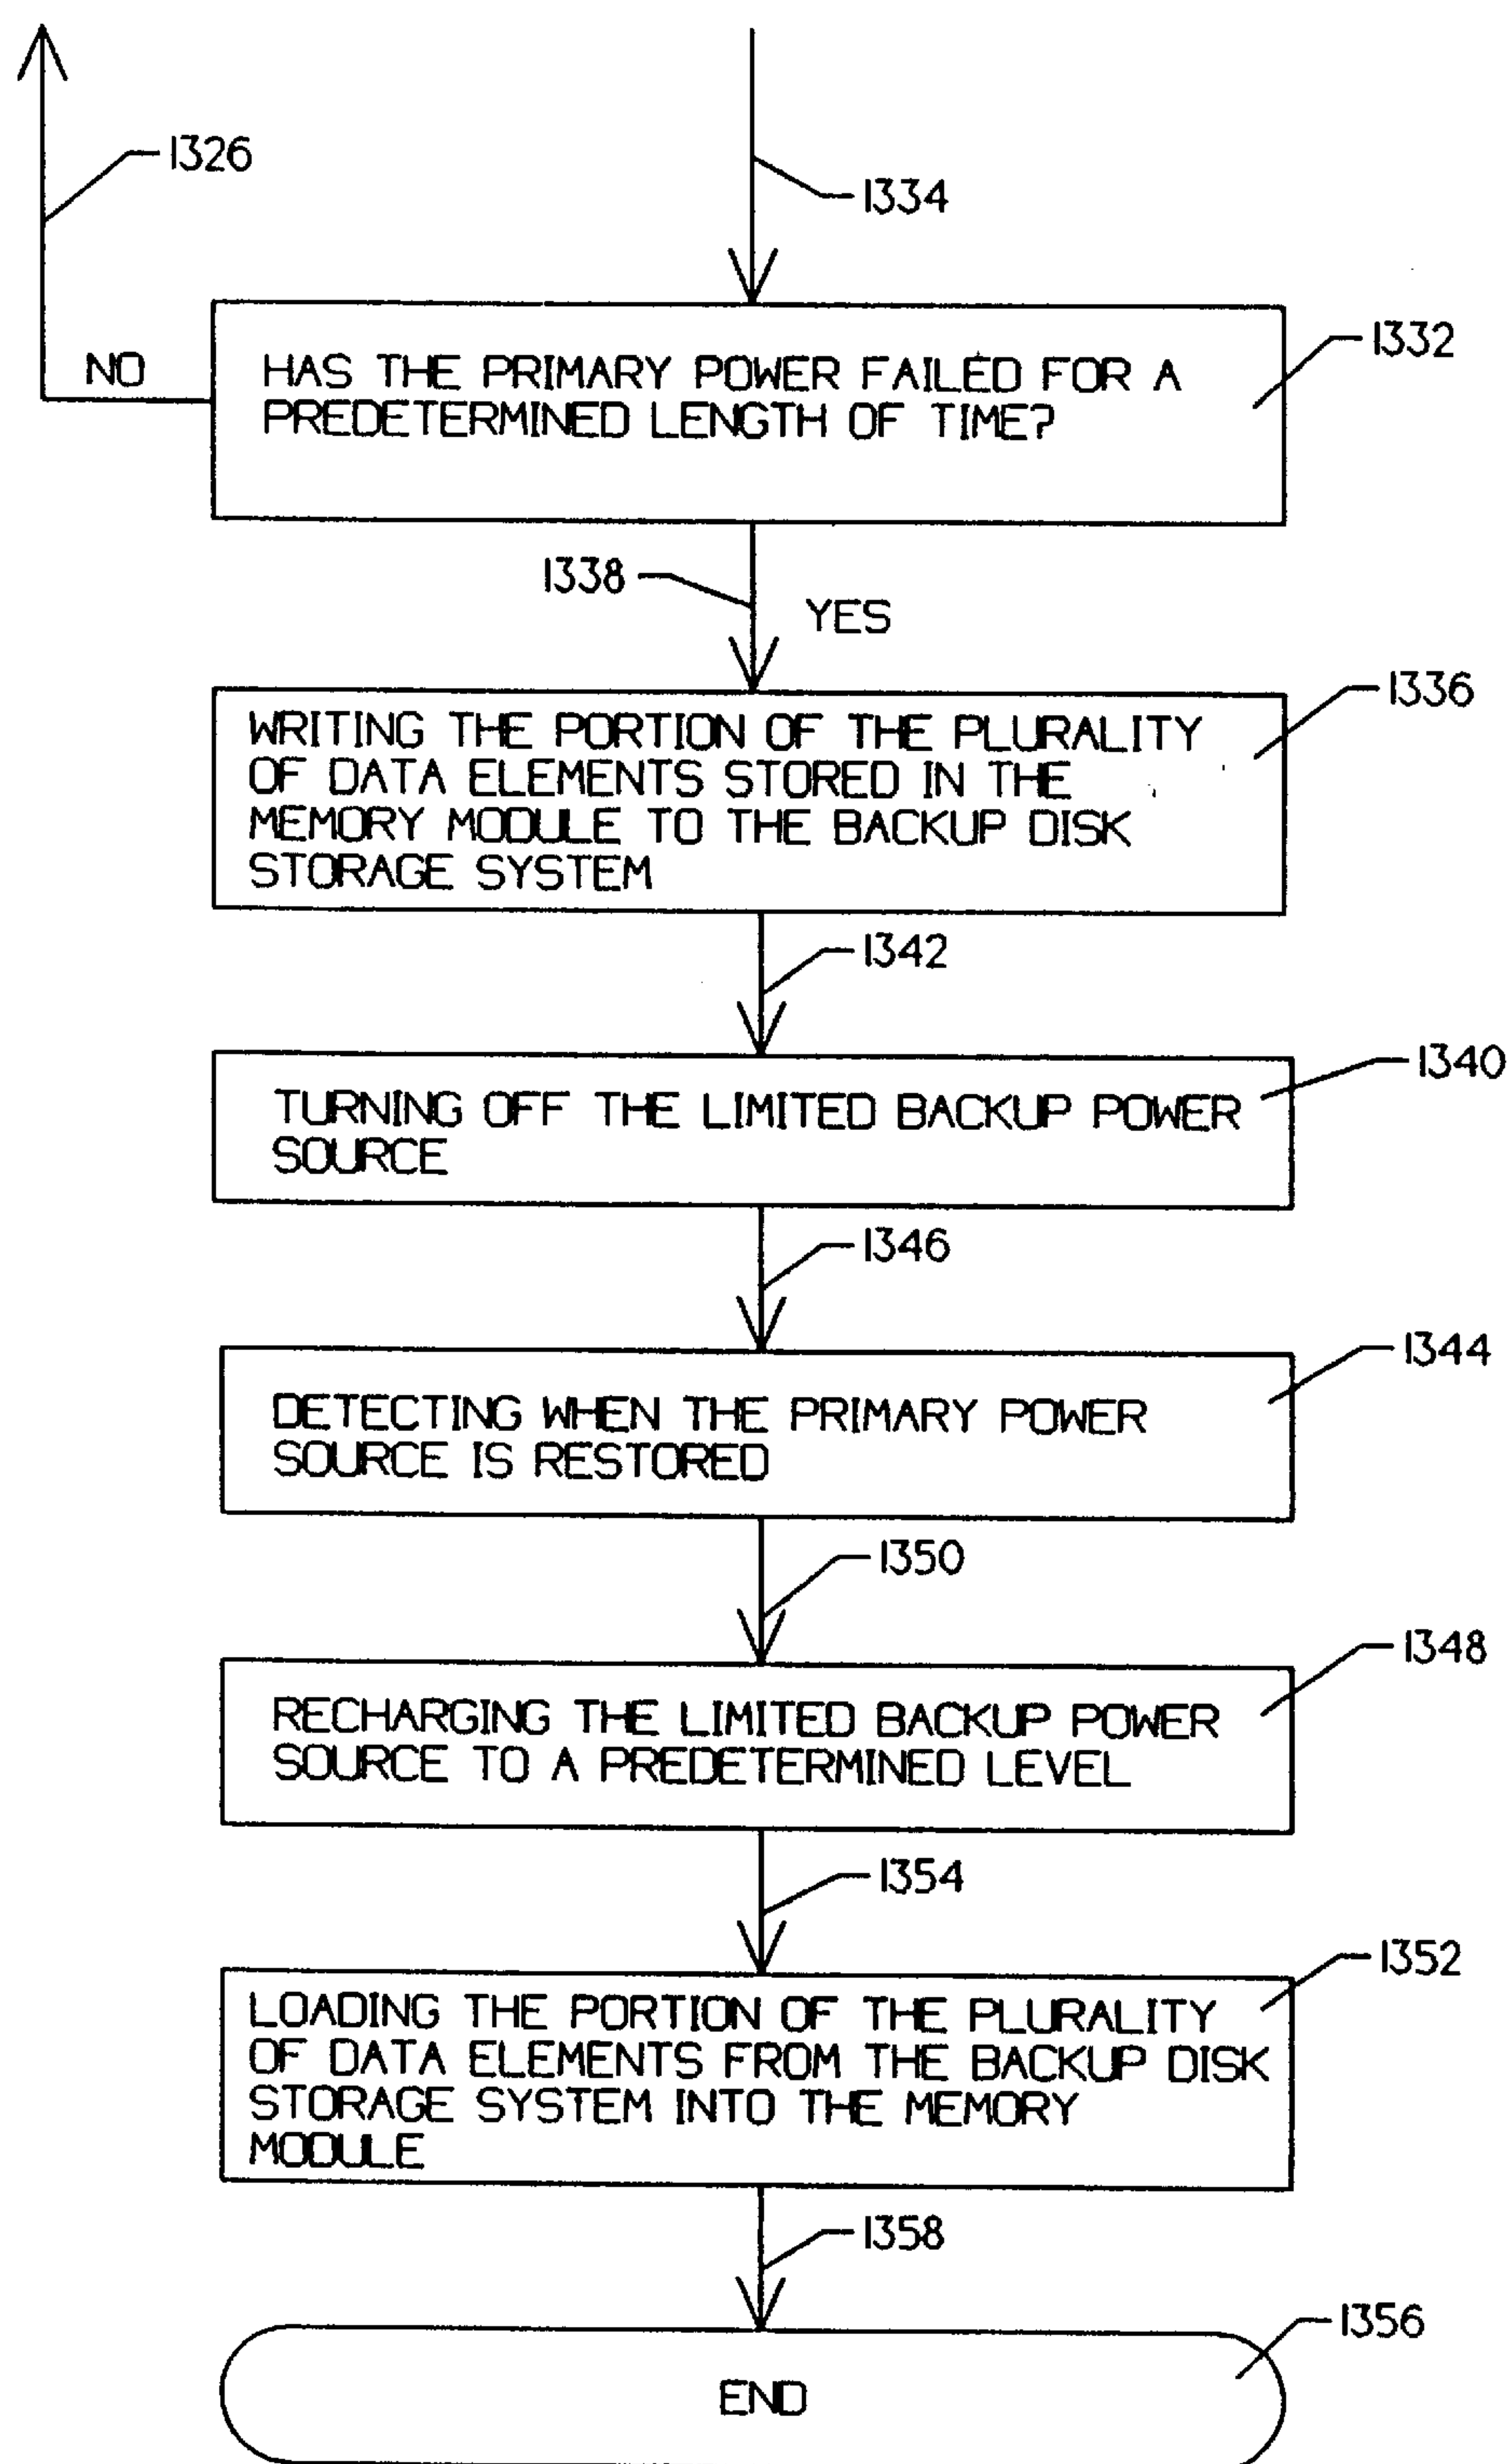 1326
1334
1332
NO
HAS THE PRIMARY POWER FAILED FOR A
PREDETERMINED LENGTH OF TIME?
1338
YES
1336
WRITING THE PORTION OF THE PLURALITY
OF DATA ELEMENTS STORED IN THE
MEMORY MODULE TO THE BACKUP DISK
STORAGE SYSTEM
1342
1340
TURNING OFF THE LIMITED BACKUP POWER
SOURCE
1346
1344
DETECTING WHEN THE PRIMARY POWER
SOURCE IS RESTORED
1350
1348
RECHARGING THE LIMITED BACKUP POWER
SOURCE TO A PREDETERMINED LEVEL
1354
1352
LOADING THE PORTION OF THE PLURALITY
OF DATA ELEMENTS FROM THE BACKUP DISK
STORAGE SYSTEM INTO THE MEMORY
MODULE
1358
1356
END